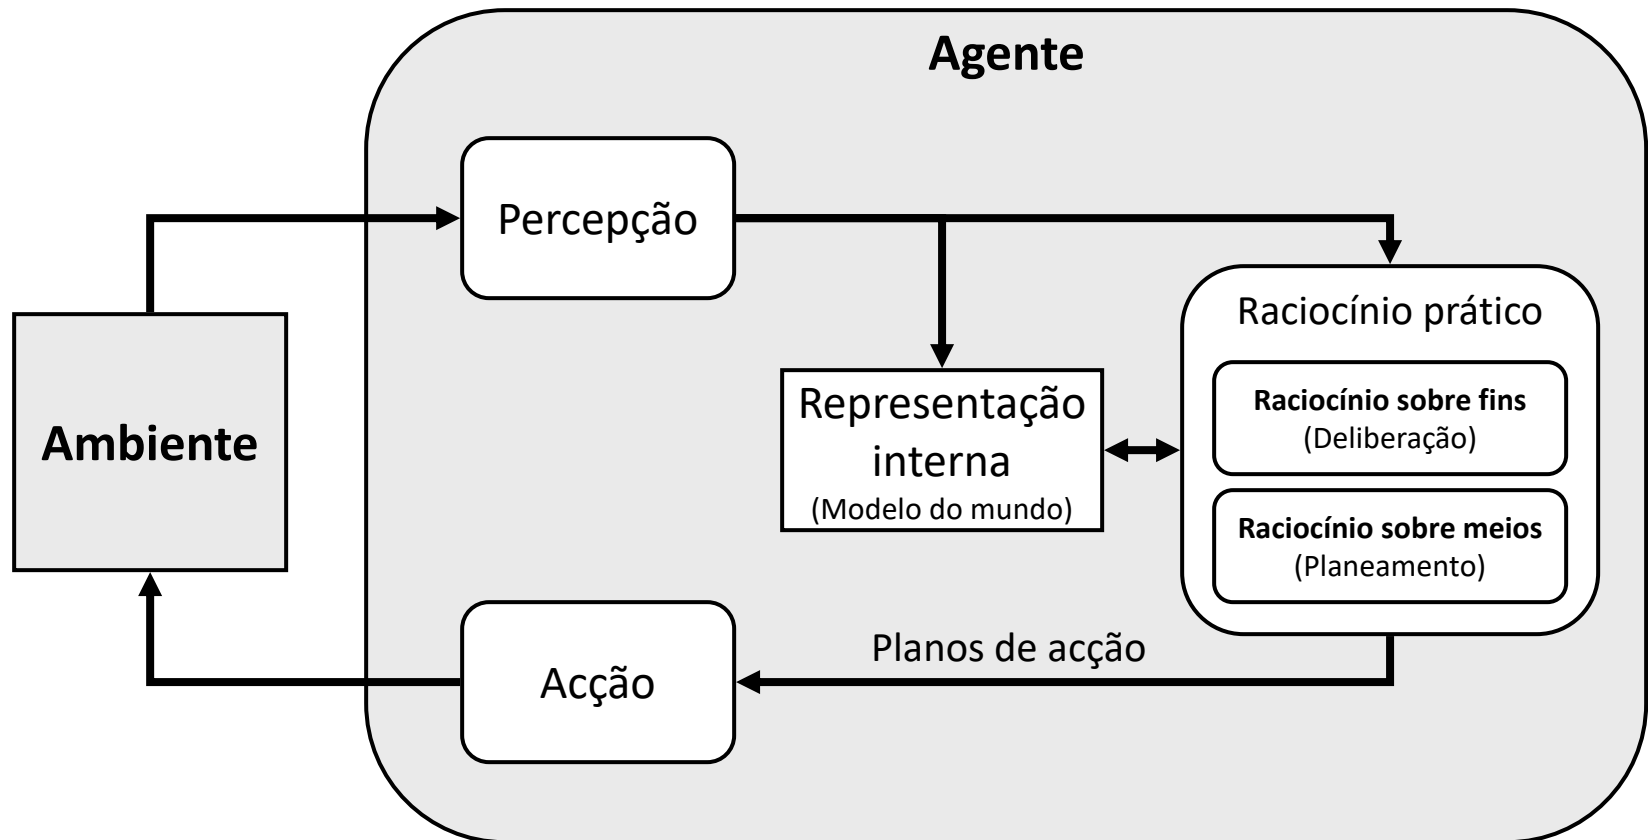 Agente
Percepção
Raciocínio prático
Raciocínio sobre fins
(Deliberação)
Representação
interna
(Modelo do mundo)
Ambiente
Raciocínio sobre meios
(Planeamento)
Planos de acção
Acção